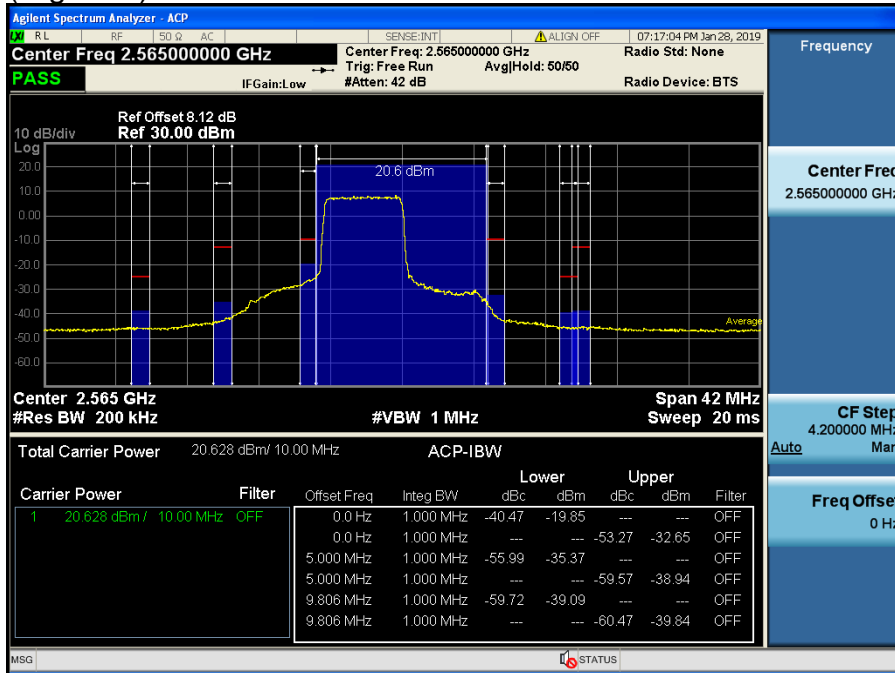 Agilent Spectrum Analyzer - ACP
LXI RL RF 50 Ω AC SENSE:INT ALIGN OFF 07:17:04 PM Jan 28, 2019
Center Freq 2.565000000 GHz Center Freq: 2.565000000 GHz Radio Std: None
Trig: Free Run Avg|Hold: 50/50
PASS IFGain:Low #Atten: 42 dB Radio Device: BTS
Ref Offset 8.12 dB
10 dB/div Ref 30.00 dBm
Log
20.0
20.6 dBm
10.0
0.00
-10.0
-20.0
-30.0
-40.0
Average
-50.0
-60.0
Center 2.565 GHz Span 42 MHz
#Res BW 200 kHz #VBW 1 MHz Sweep 20 ms
Total Carrier Power 20.628 dBm/ 10.00 MHz ACP-IBW
Lower Upper
Carrier Power Filter Offset Freq Integ BW dBc dBm dBc dBm Filter
1 20.628 dBm / 10.00 MHz OFF 0.0 Hz 1.000 MHz -40.47 -19.85 --- --- OFF
0.0 Hz 1.000 MHz --- --- -53.27 -32.65 OFF
5.000 MHz 1.000 MHz -55.99 -35.37 --- --- OFF
5.000 MHz 1.000 MHz --- --- -59.57 -38.94 OFF
9.806 MHz 1.000 MHz -59.72 -39.09 --- --- OFF
9.806 MHz 1.000 MHz --- --- -60.47 -39.84 OFF
MSG STATUS
Frequency
Center Freq
2.565000000 GHz
CF Step
4.200000 MHz
Auto Man
Freq Offset
0 Hz